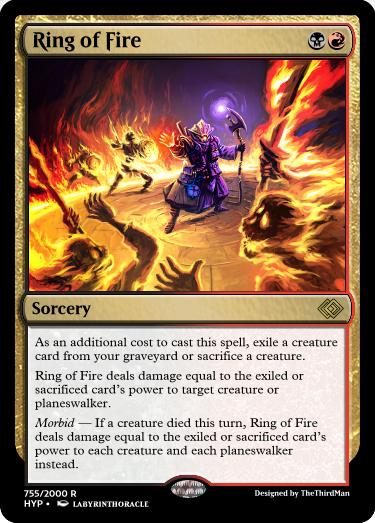 Ring of Fire
Sorcery
As an additional cost to cast this spell, exile a creature
card from your graveyard or sacrifice a creature.
Ring of Fire deals damage equal to the exiled or
sacrificed card's power to target creature or
planeswalker.
Morbid — If a creature died this turn, Ring of Fire
deals damage equal to the exiled or sacrificed card's
power to each creature and each planeswalker
instead.
755/2000 R
HYP • LABYRINTHORACLE
Designed by TheThirdMan